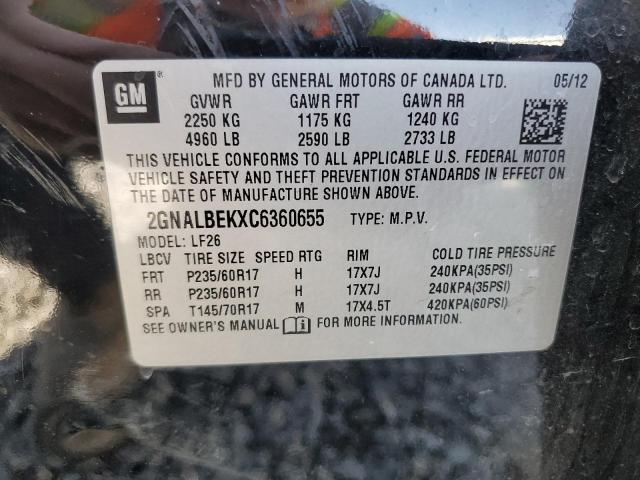 GM ® MFD BY GENERAL MOTORS OF CANADA LTD. 05/12
GVWR GAWR FRT GAWR RR
2250 KG 1175 KG 1240 KG
4960 LB 2590 LB 2733 LB
THIS VEHICLE CONFORMS TO ALL APPLICABLE U.S. FEDERAL MOTOR
VEHICLE SAFETY AND THEFT PREVENTION STANDARDS IN EFFECT ON
THE DATE OF MANUFACTURE SHOWN ABOVE.
2GNALBEKXC6360655 TYPE: M.P.V.
MODEL: LF26
LBCV TIRE SIZE SPEED RTG RIM COLD TIRE PRESSURE
FRT P235/60R17 H 17X7J 240KPA(35PSI)
RR P235/60R17 H 17X7J 240KPA(35PSI)
SPA T145/70R17 M 17X4.5T 420KPA(60PSI)
SEE OWNER'S MANUAL i FOR MORE INFORMATION.